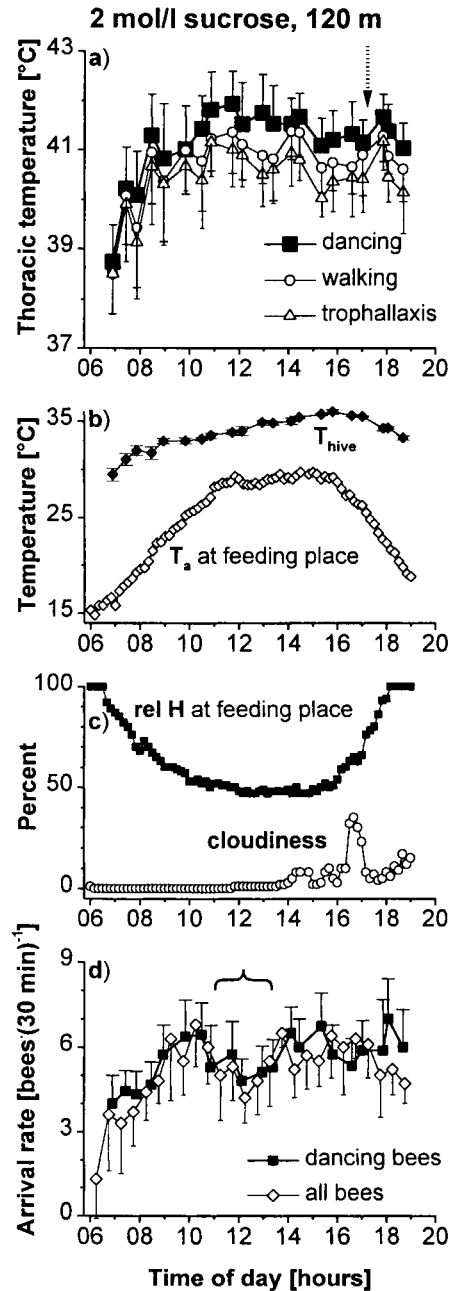 2 mol/l sucrose, 120 m
a)
Thoracic temperature [°C]
43
41
39
37
dancing
walking
trophallaxis
06 08 10 12 14 16 18 20
b)
Temperature [°C]
35
25
15
T hive
Ta at feeding place
06 08 10 12 14 16 18 20
c)
Percent
100
50
0
rel H at feeding place
cloudiness
06 08 10 12 14 16 18 20
d)
Arrival rate [bees·(30 min)-1]
9
6
3
0
dancing bees
all bees
06 08 10 12 14 16 18 20
Time of day [hours]